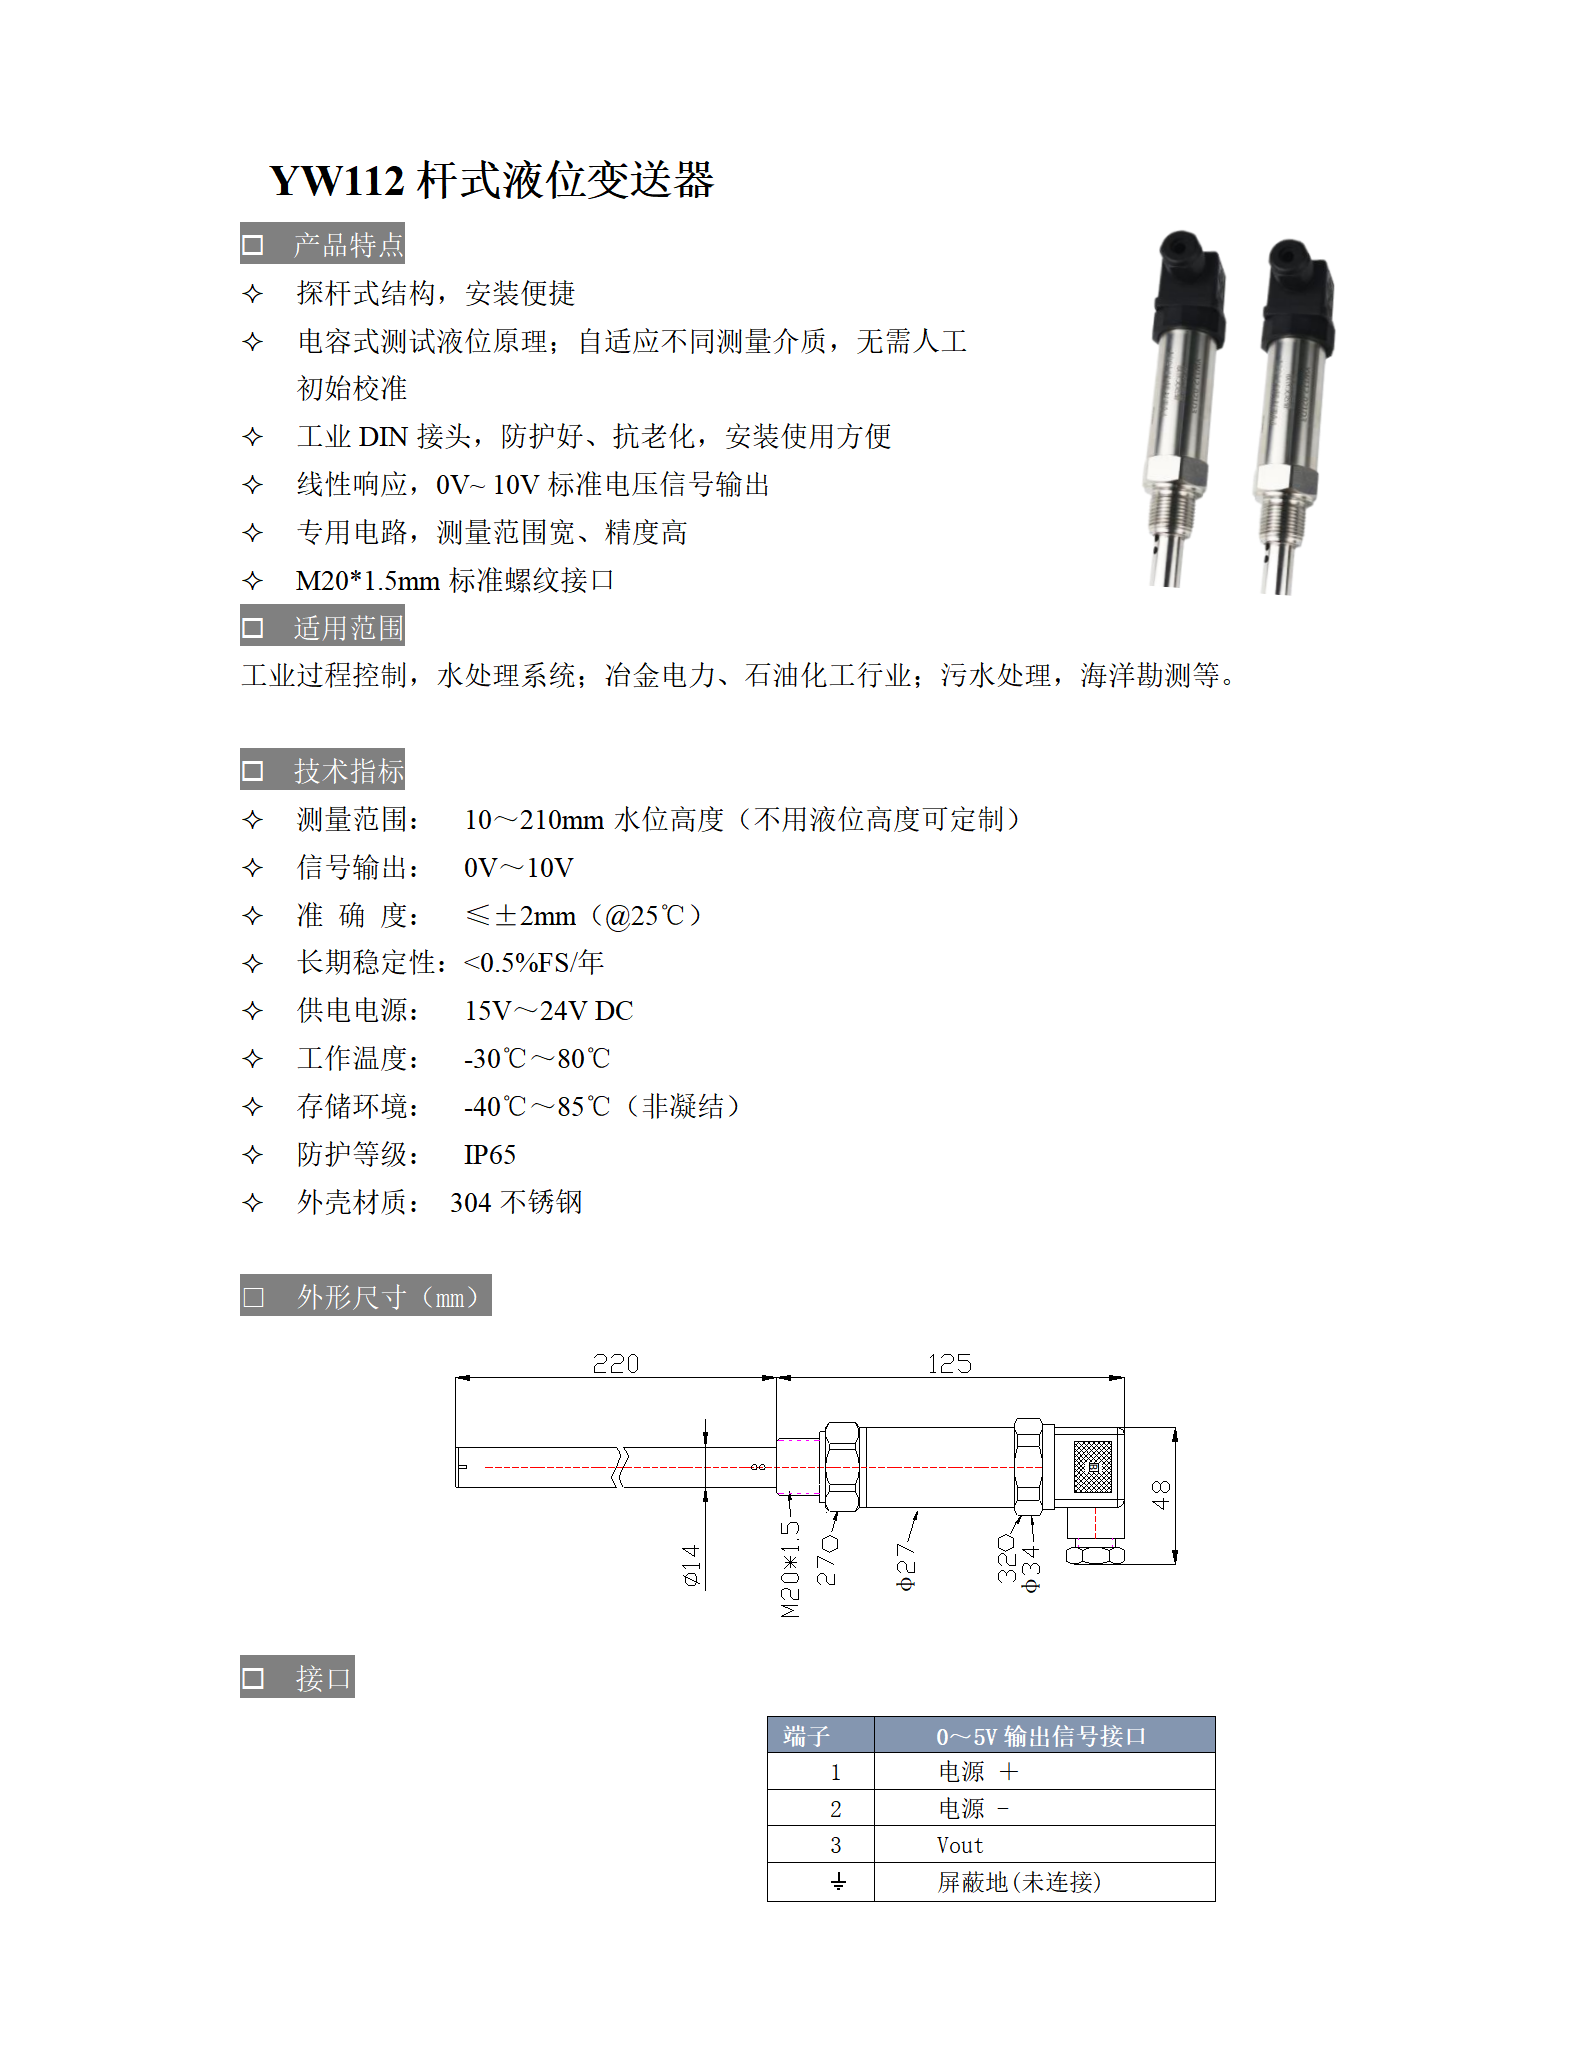 YW112 杆式液位变送器
□ 产品特点
✧ 探杆式结构，安装便捷
✧ 电容式测试液位原理；自适应不同测量介质，无需人工
初始校准
✧ 工业 DIN 接头，防护好、抗老化，安装使用方便
✧ 线性响应，0V~ 10V 标准电压信号输出
✧ 专用电路，测量范围宽、精度高
✧ M20*1.5mm 标准螺纹接口
□ 适用范围
工业过程控制，水处理系统；冶金电力、石油化工行业；污水处理，海洋勘测等。
□ 技术指标
✧ 测量范围： 10～210mm 水位高度（不用液位高度可定制）
✧ 信号输出： 0V～10V
✧ 准 确 度： ≤±2mm（@25℃）
✧ 长期稳定性：<0.5%FS/年
✧ 供电电源： 15V～24V DC
✧ 工作温度： -30℃～80℃
✧ 存储环境： -40℃～85℃（非凝结）
✧ 防护等级： IP65
✧ 外壳材质： 304 不锈钢
□ 外形尺寸（mm）
220
125
48
ø14
M20*1.5
27
φ27
32
φ34
□ 接口
端子 0～5V 输出信号接口
1 电源 ＋
2 电源 -
3 Vout
⏚ 屏蔽地(未连接)